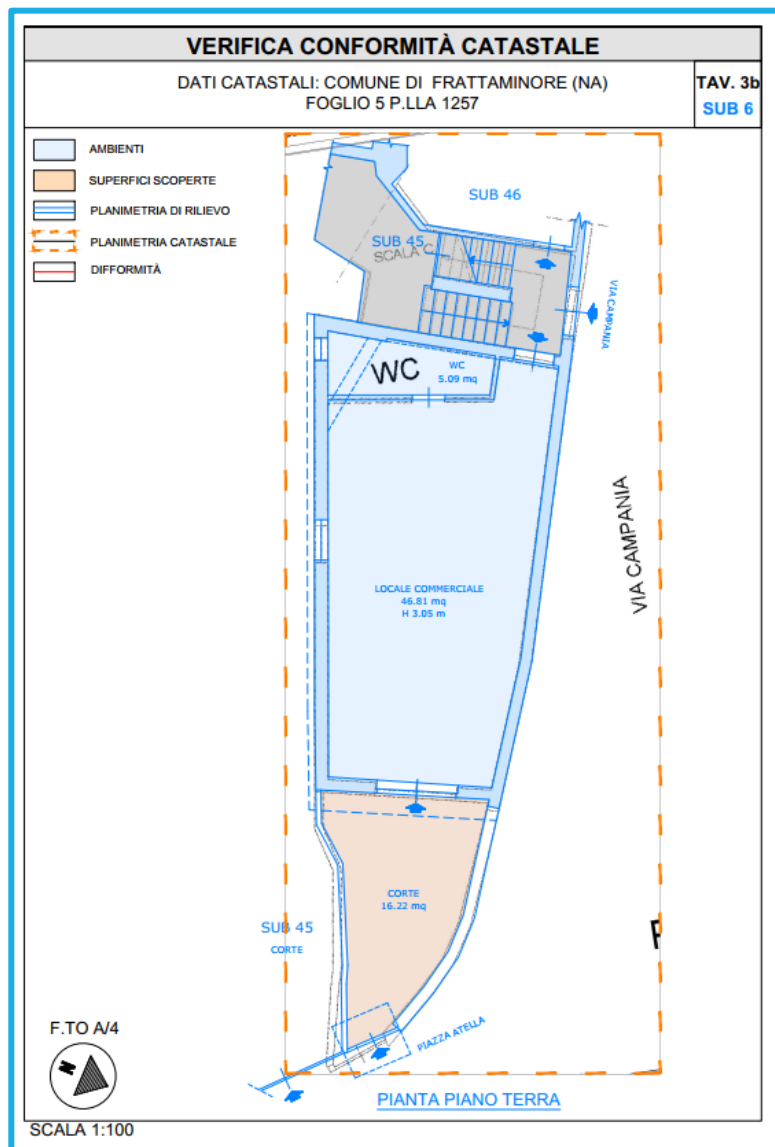 VERIFICA CONFORMITÀ CATASTALE
DATI CATASTALI: COMUNE DI FRATTAMINORE (NA)
FOGLIO 5 P.LLA 1257
TAV. 3b
SUB 6
AMBIENTI
SUPERFICI SCOPERTE
PLANIMETRIA DI RILIEVO
PLANIMETRIA CATASTALE
DIFFORMITÀ
SUB 46
SUB 45
SCALA C
VIA CAMPANIA
WC
WC
5.09 mq
LOCALE COMMERCIALE
46.81 mq
H 3.05 m
VIA CAMPANIA
CORTE
16.22 mq
SUB 45
CORTE
PIAZZA ATELLA
F.TO A/4
N
PIANTA PIANO TERRA
SCALA 1:100